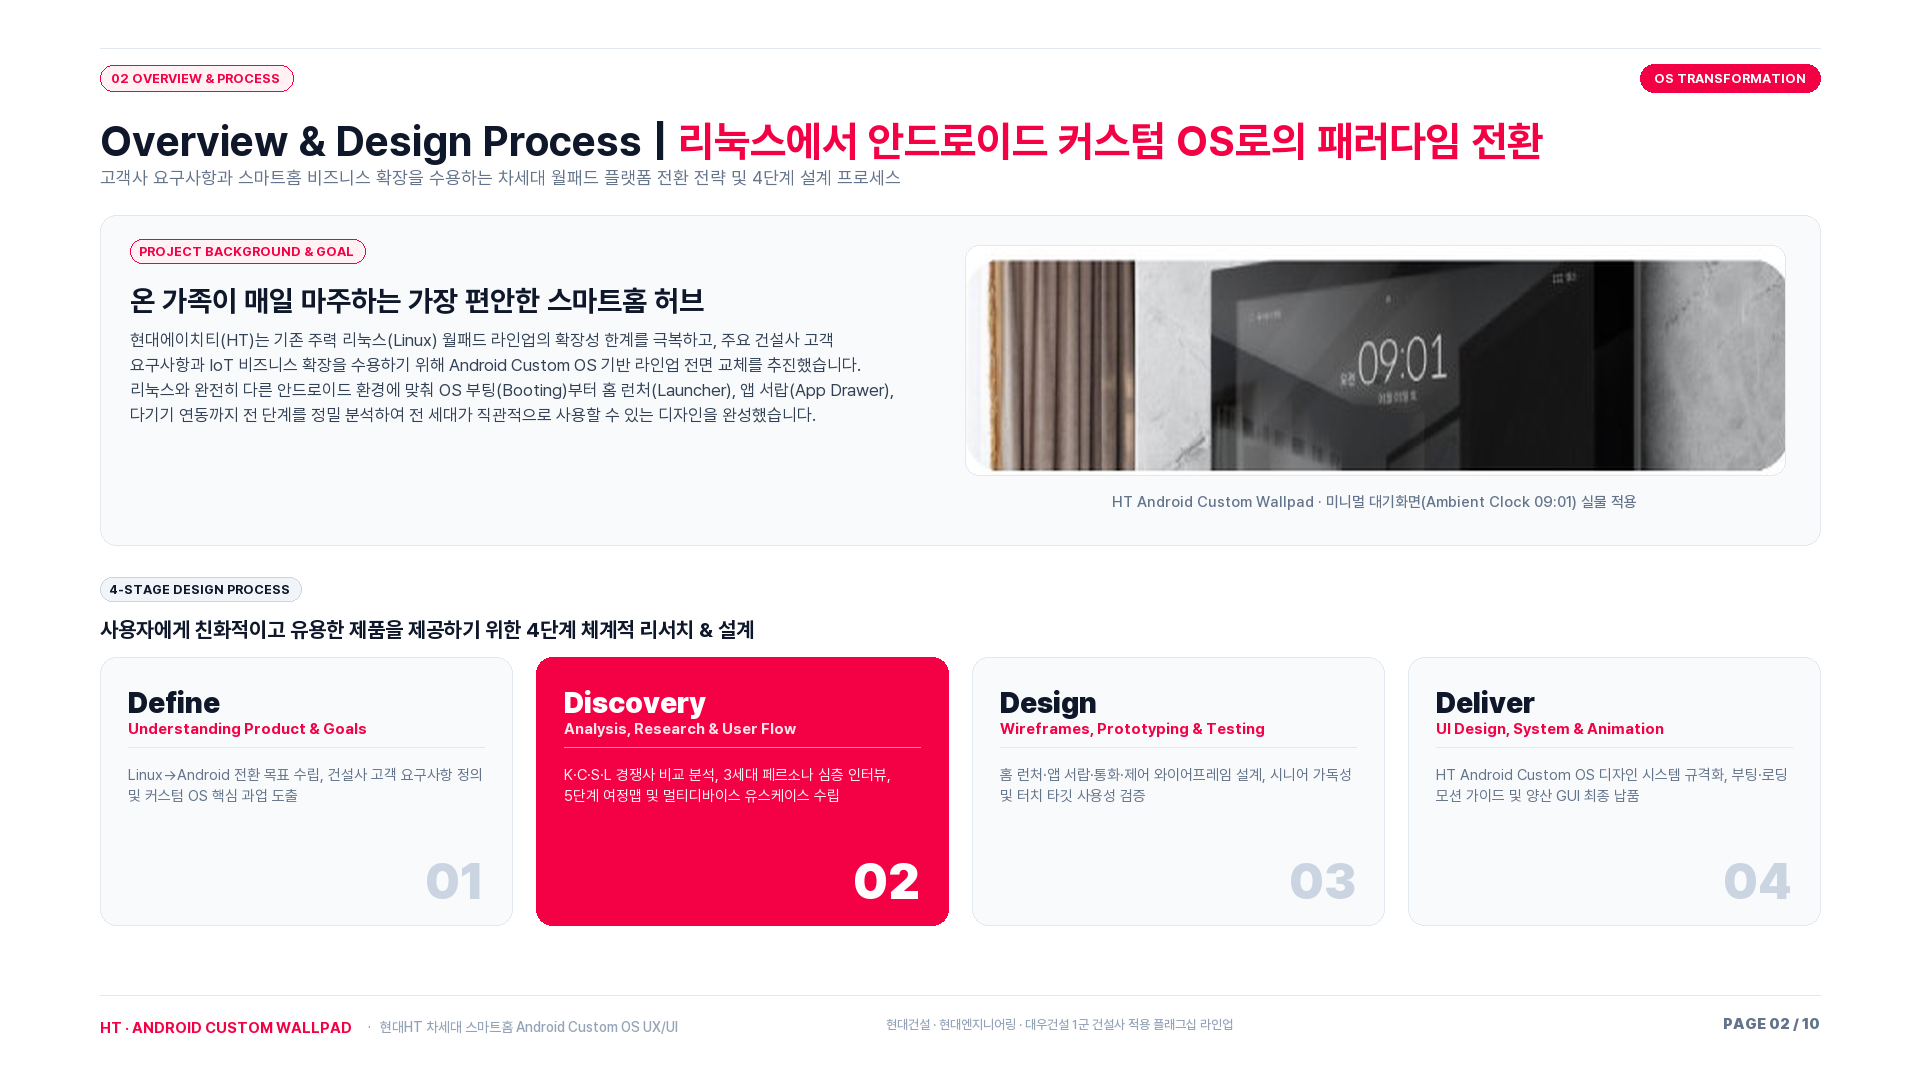 02 OVERVIEW & PROCESS
OS TRANSFORMATION
Overview & Design Process | 리눅스에서 안드로이드 커스텀 OS로의 패러다임 전환
고객사 요구사항과 스마트홈 비즈니스 확장을 수용하는 차세대 월패드 플랫폼 전환 전략 및 4단계 설계 프로세스
PROJECT BACKGROUND & GOAL
온 가족이 매일 마주하는 가장 편안한 스마트홈 허브
현대에이치티(HT)는 기존 주력 리눅스(Linux) 월패드 라인업의 확장성 한계를 극복하고, 주요 건설사 고객
요구사항과 IoT 비즈니스 확장을 수용하기 위해 Android Custom OS 기반 라인업 전면 교체를 추진했습니다.
리눅스와 완전히 다른 안드로이드 환경에 맞춰 OS 부팅(Booting)부터 홈 런처(Launcher), 앱 서랍(App Drawer),
다기기 연동까지 전 단계를 정밀 분석하여 전 세대가 직관적으로 사용할 수 있는 디자인을 완성했습니다.
오전 09:01
HT Android Custom Wallpad · 미니멀 대기화면(Ambient Clock 09:01) 실물 적용
4-STAGE DESIGN PROCESS
사용자에게 친화적이고 유용한 제품을 제공하기 위한 4단계 체계적 리서치 & 설계
Define
Understanding Product & Goals
Linux→Android 전환 목표 수립, 건설사 고객 요구사항 정의
및 커스텀 OS 핵심 과업 도출
01
Discovery
Analysis, Research & User Flow
K·C·S·L 경쟁사 비교 분석, 3세대 페르소나 심층 인터뷰,
5단계 여정맵 및 멀티디바이스 유스케이스 수립
02
Design
Wireframes, Prototyping & Testing
홈 런처·앱 서랍·통화·제어 와이어프레임 설계, 시니어 가독성
및 터치 타깃 사용성 검증
03
Deliver
UI Design, System & Animation
HT Android Custom OS 디자인 시스템 규격화, 부팅·로딩
모션 가이드 및 양산 GUI 최종 납품
04
HT · ANDROID CUSTOM WALLPAD · 현대HT 차세대 스마트홈 Android Custom OS UX/UI
현대건설 · 현대엔지니어링 · 대우건설 1군 건설사 적용 플래그십 라인업
PAGE 02 / 10